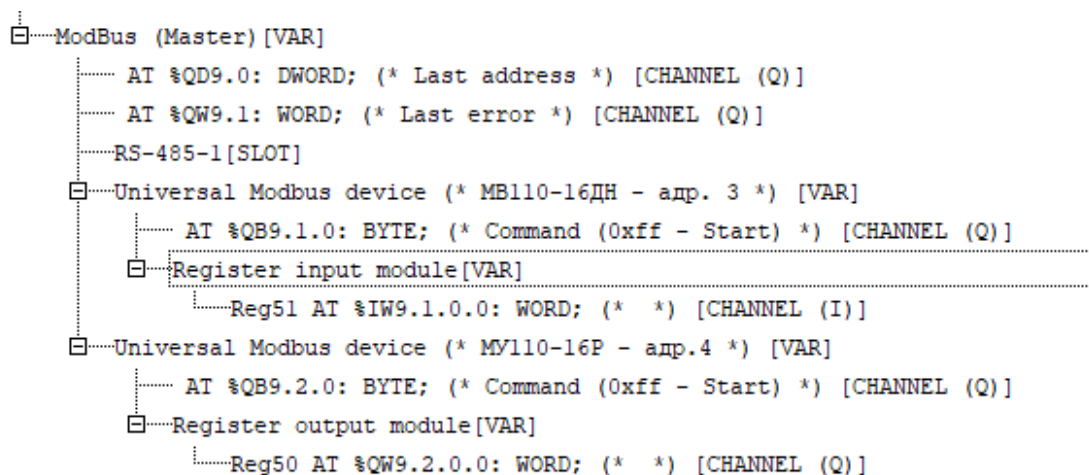 ModBus (Master)[VAR]
AT %QD9.0: DWORD; (* Last address *) [CHANNEL (Q)]
AT %QW9.1: WORD; (* Last error *) [CHANNEL (Q)]
RS-485-1[SLOT]
Universal Modbus device (* МВ110-16ДН - адр. 3 *) [VAR]
AT %QB9.1.0: BYTE; (* Command (0xff - Start) *) [CHANNEL (Q)]
Register input module[VAR]
Reg51 AT %IW9.1.0.0: WORD; (* *) [CHANNEL (I)]
Universal Modbus device (* МУ110-16Р - адр.4 *) [VAR]
AT %QB9.2.0: BYTE; (* Command (0xff - Start) *) [CHANNEL (Q)]
Register output module[VAR]
Reg50 AT %QW9.2.0.0: WORD; (* *) [CHANNEL (Q)]